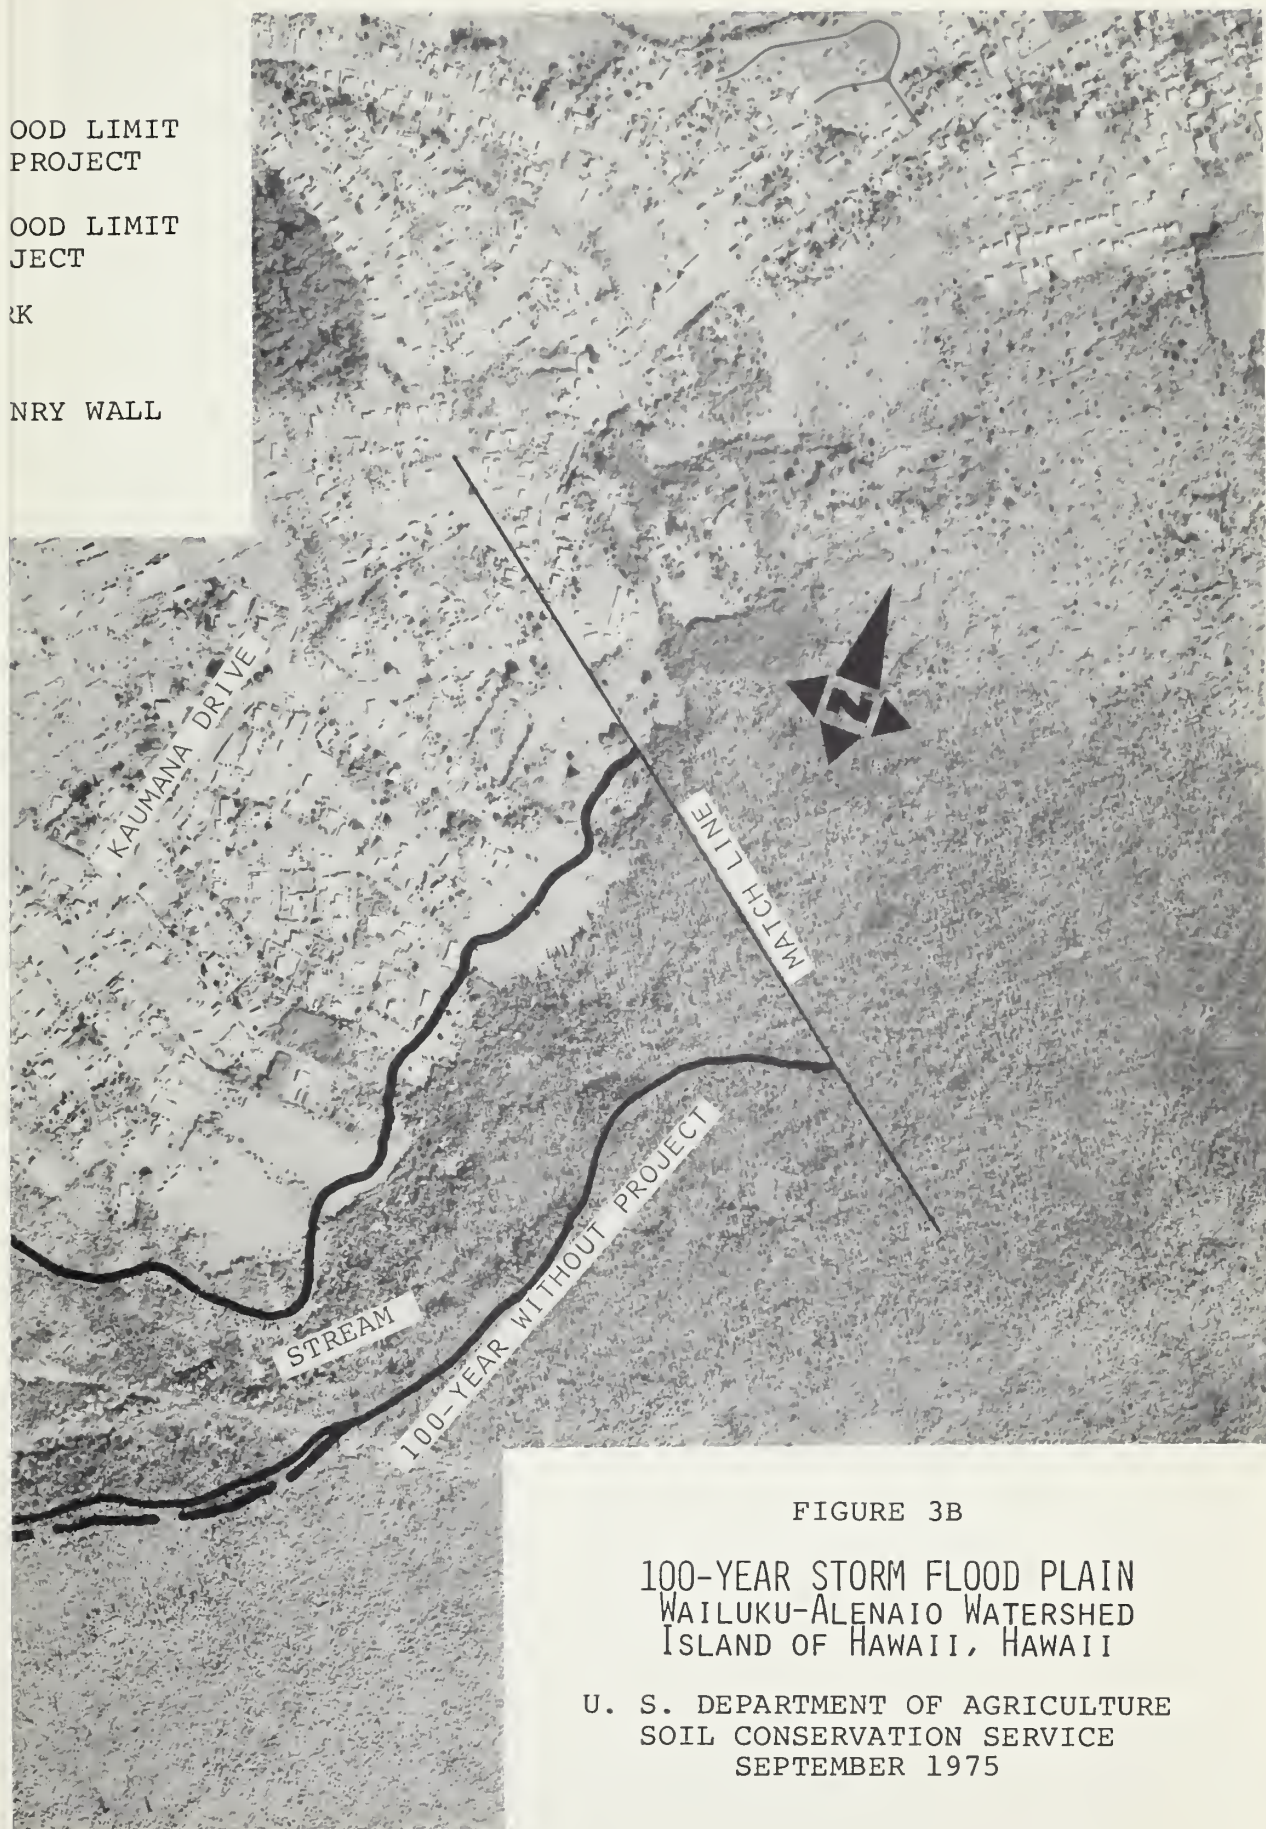 OOD LIMIT
PROJECT
OOD LIMIT
JECT
RK
NRY WALL
KAUMANA DRIVE
N
MATCH LINE
STREAM
100-YEAR WITHOUT PROJECT
FIGURE 3B
100-YEAR STORM FLOOD PLAIN
WAILUKU-ALENAIO WATERSHED
ISLAND OF HAWAII, HAWAII
U. S. DEPARTMENT OF AGRICULTURE
SOIL CONSERVATION SERVICE
SEPTEMBER 1975